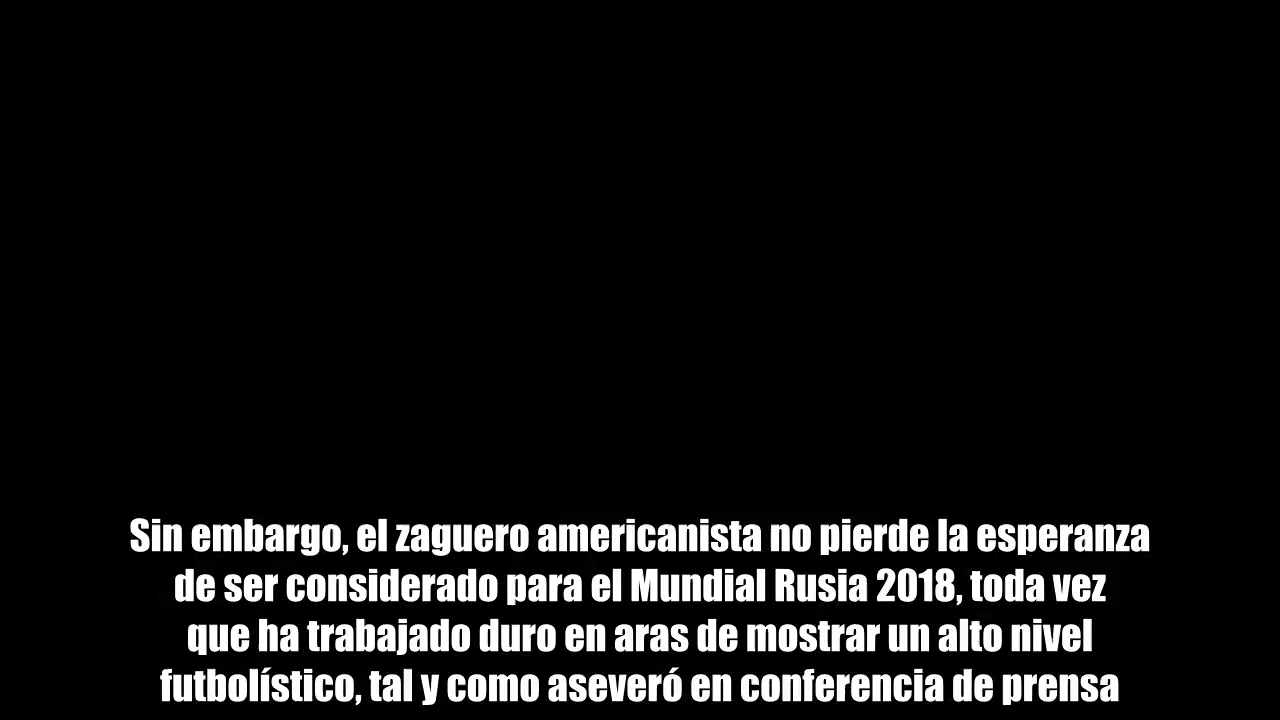 Sin embargo, el zaguero americanista no pierde la esperanza
de ser considerado para el Mundial Rusia 2018, toda vez
que ha trabajado duro en aras de mostrar un alto nivel
futbolístico, tal y como aseveró en conferencia de prensa